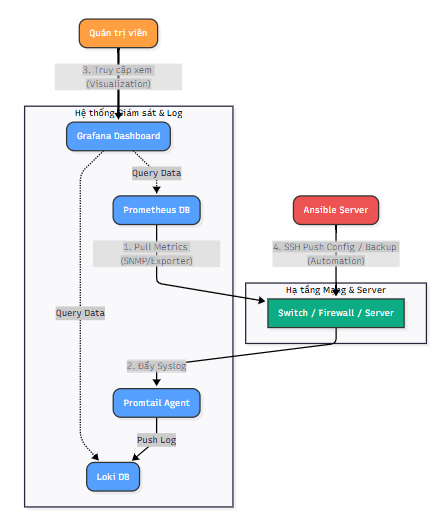 Quản trị viên
3. Truy cập xem
(Visualization)
Hệ thống Giám sát & Log
Grafana Dashboard
Query Data
Prometheus DB
Ansible Server
1. Pull Metrics
(SNMP/Exporter)
4. SSH Push Config / Backup
(Automation)
Hạ tầng Mạng & Server
Switch / Firewall / Server
Query Data
2. Đẩy Syslog
Promtail Agent
Push Log
Loki DB